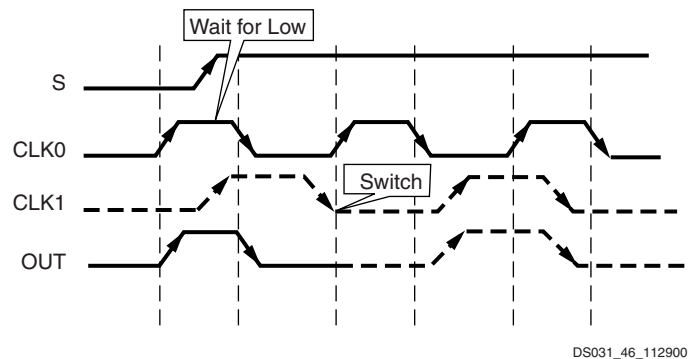 Wait for Low
S
CLK0
CLK1
Switch
OUT
DS031_46_112900